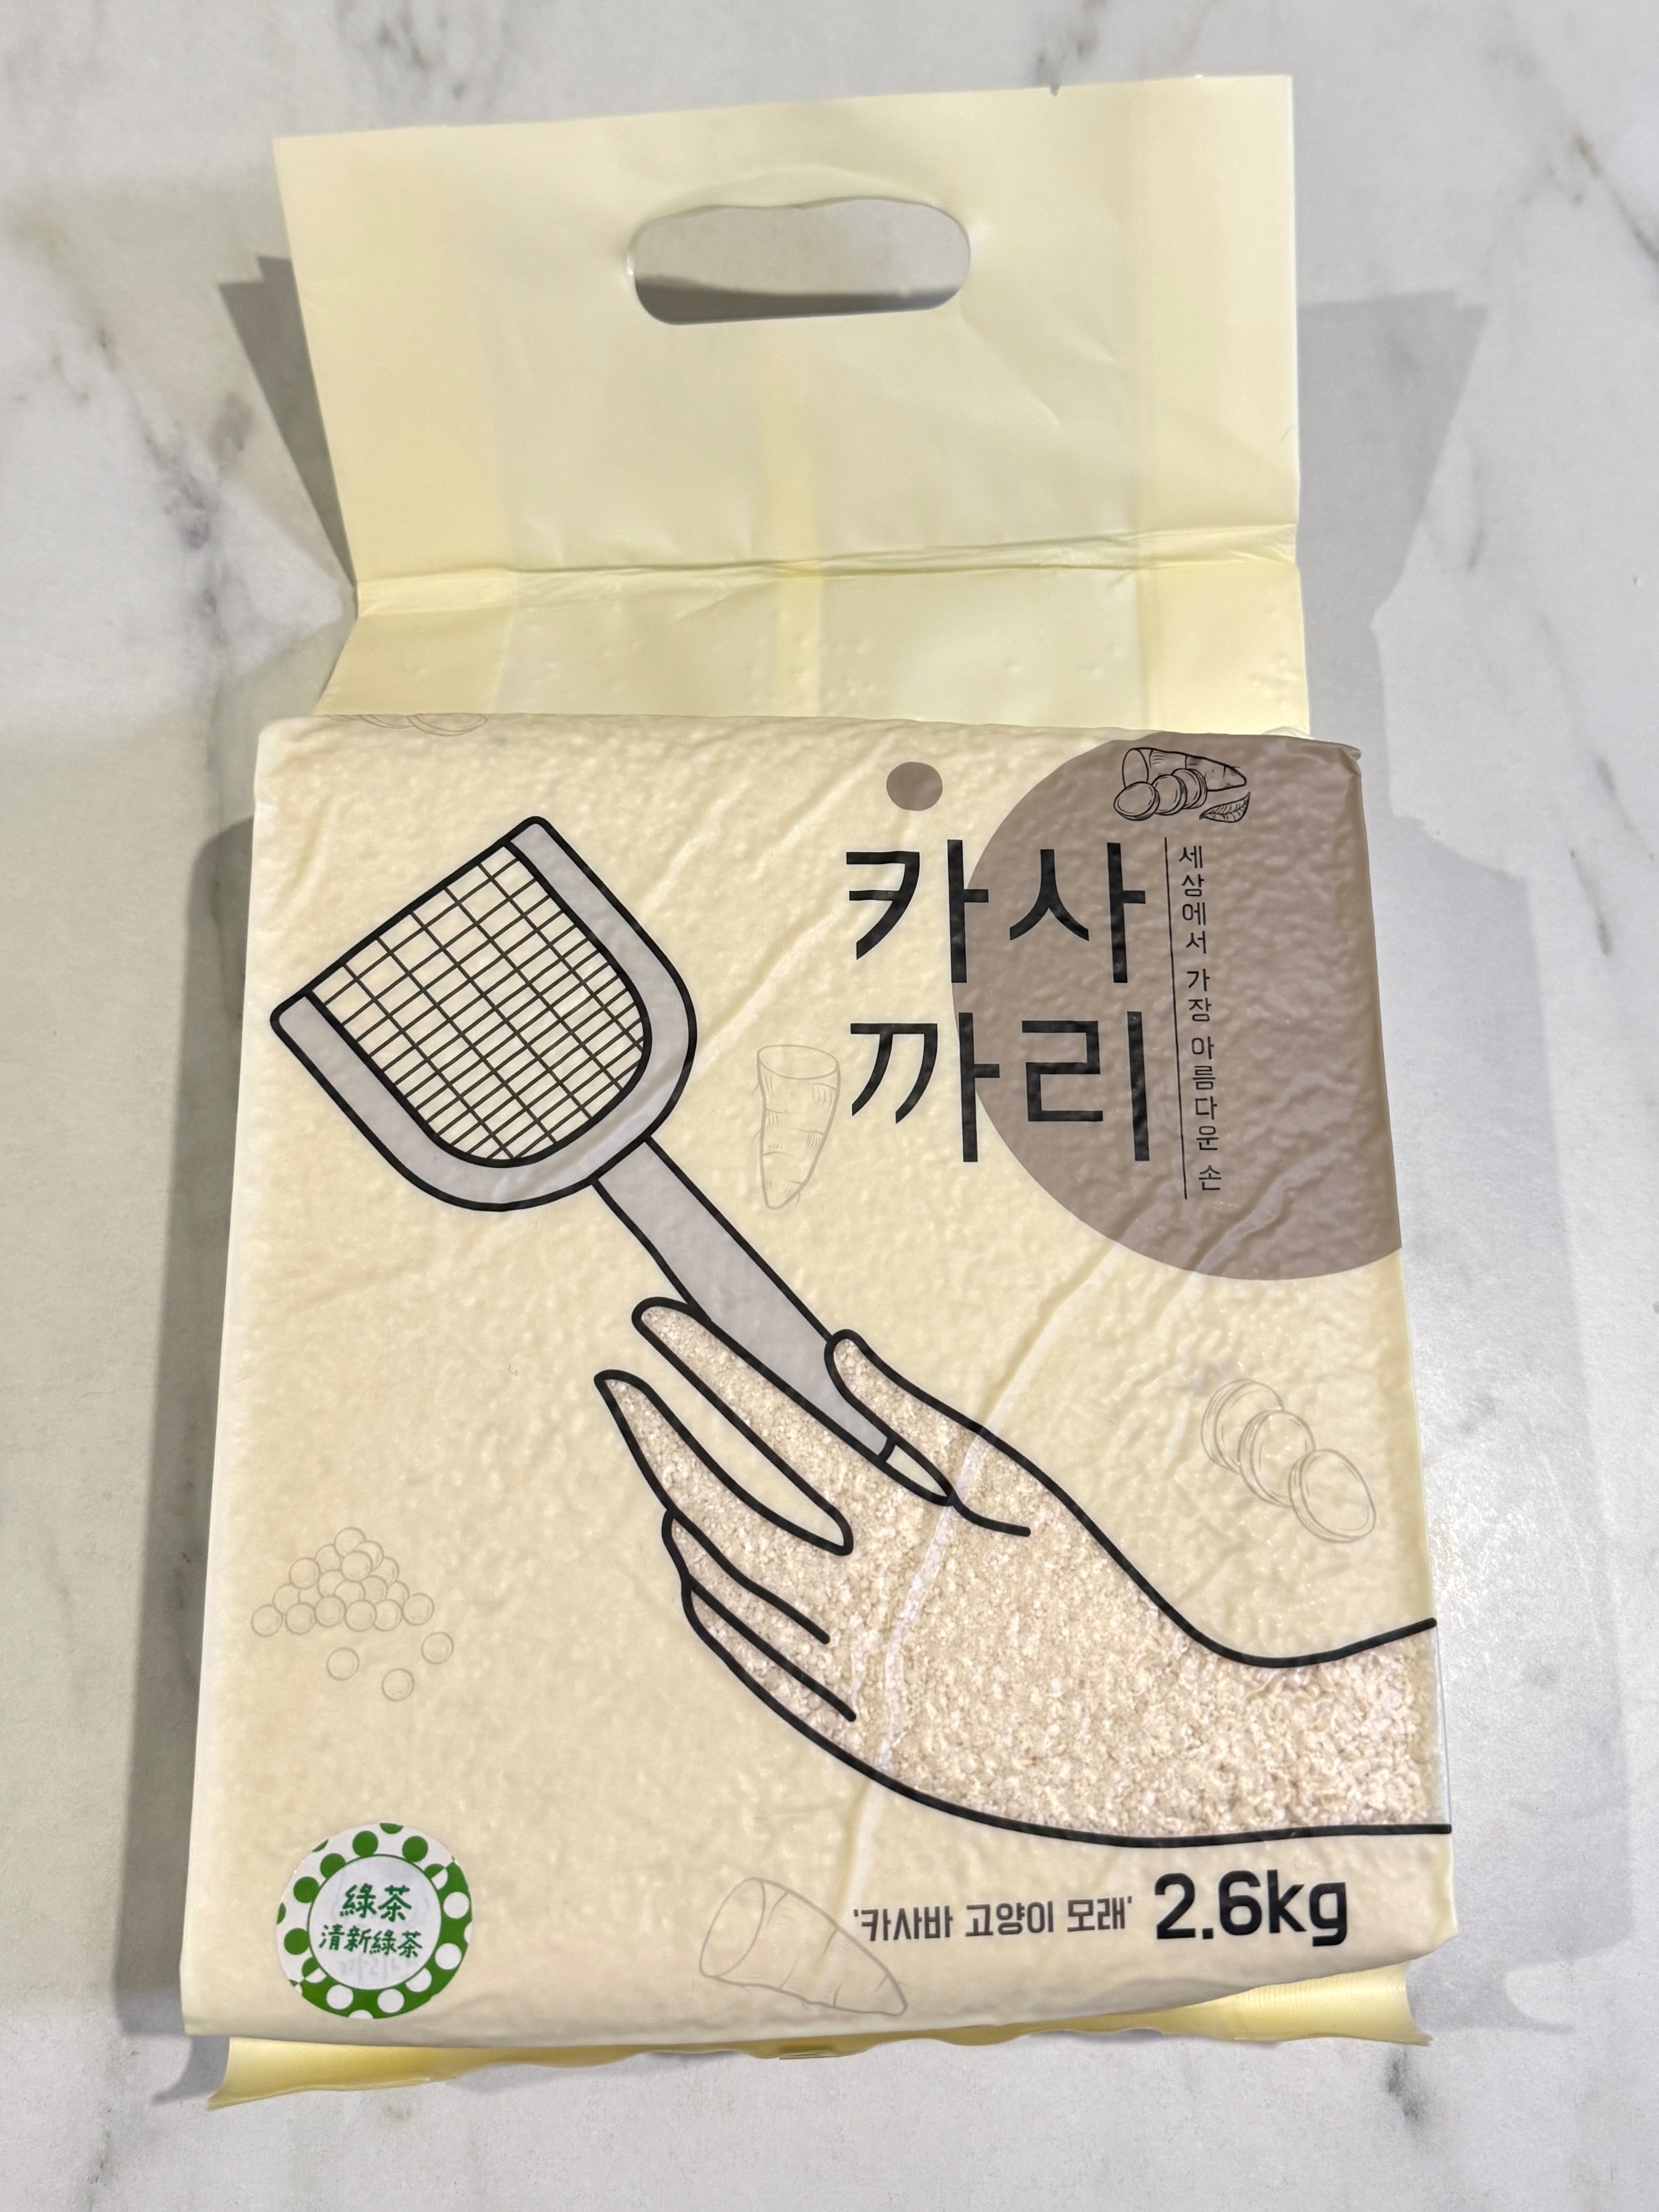 카사
까리
세상에서 가장 아름다운 손
綠茶
清新綠茶
'카사바 고양이 모래' 2.6kg